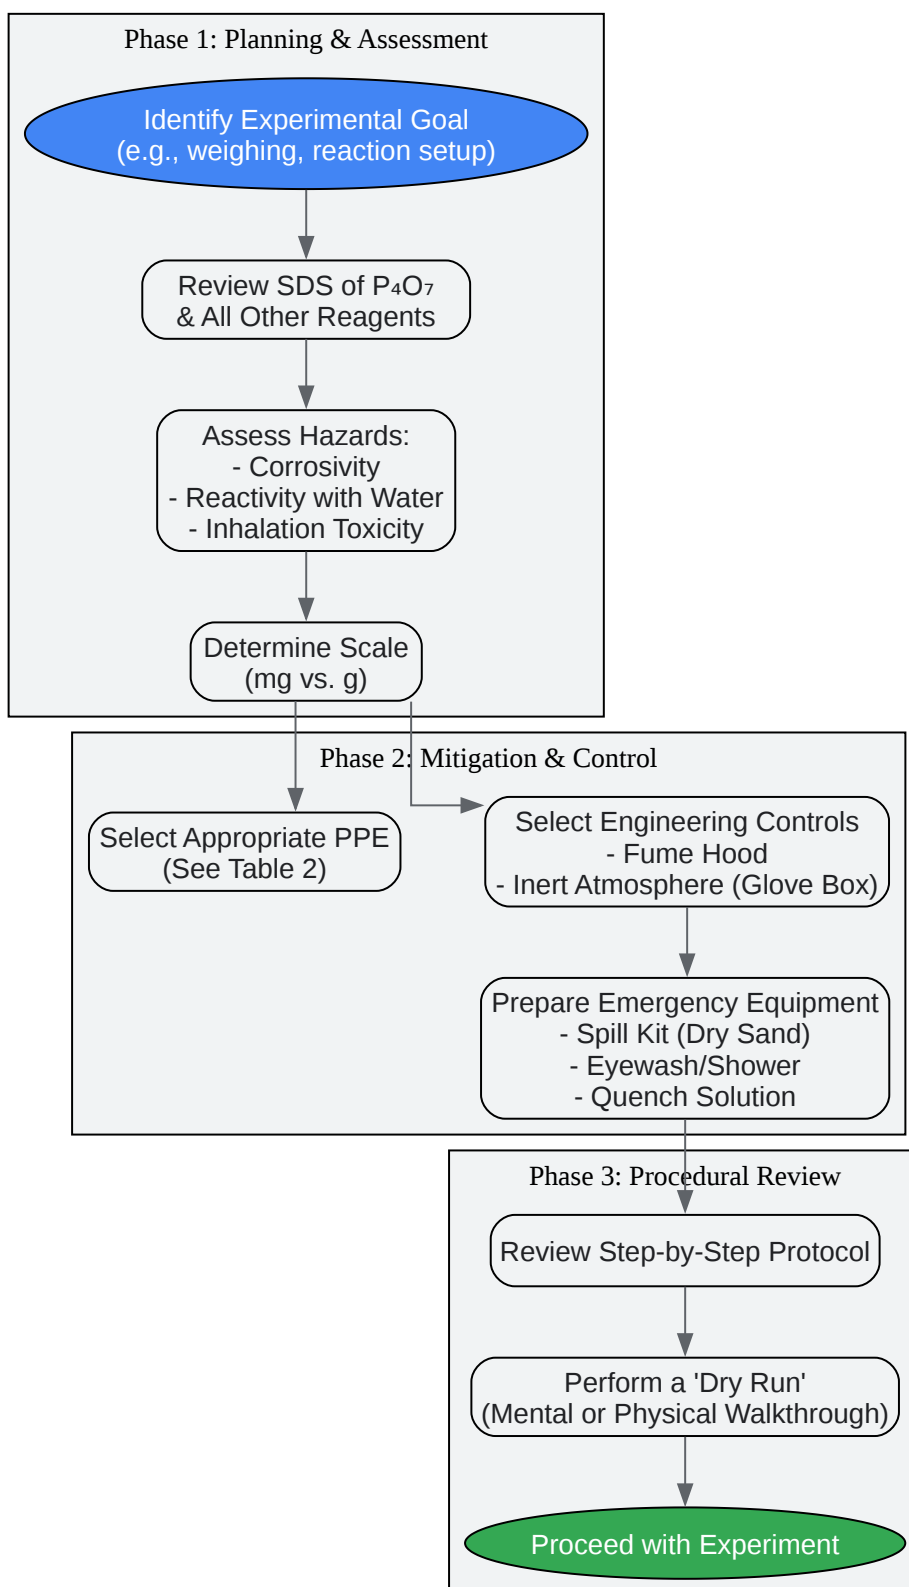 Phase 1: Planning & Assessment
Identify Experimental Goal
(e.g., weighing, reaction setup)
Review SDS of P₄O₇
& All Other Reagents
Assess Hazards:
- Corrosivity
- Reactivity with Water
- Inhalation Toxicity
Determine Scale
(mg vs. g)
Phase 2: Mitigation & Control
Select Appropriate PPE
(See Table 2)
Select Engineering Controls
- Fume Hood
- Inert Atmosphere (Glove Box)
Prepare Emergency Equipment
- Spill Kit (Dry Sand)
- Eyewash/Shower
- Quench Solution
Phase 3: Procedural Review
Review Step-by-Step Protocol
Perform a 'Dry Run'
(Mental or Physical Walkthrough)
Proceed with Experiment